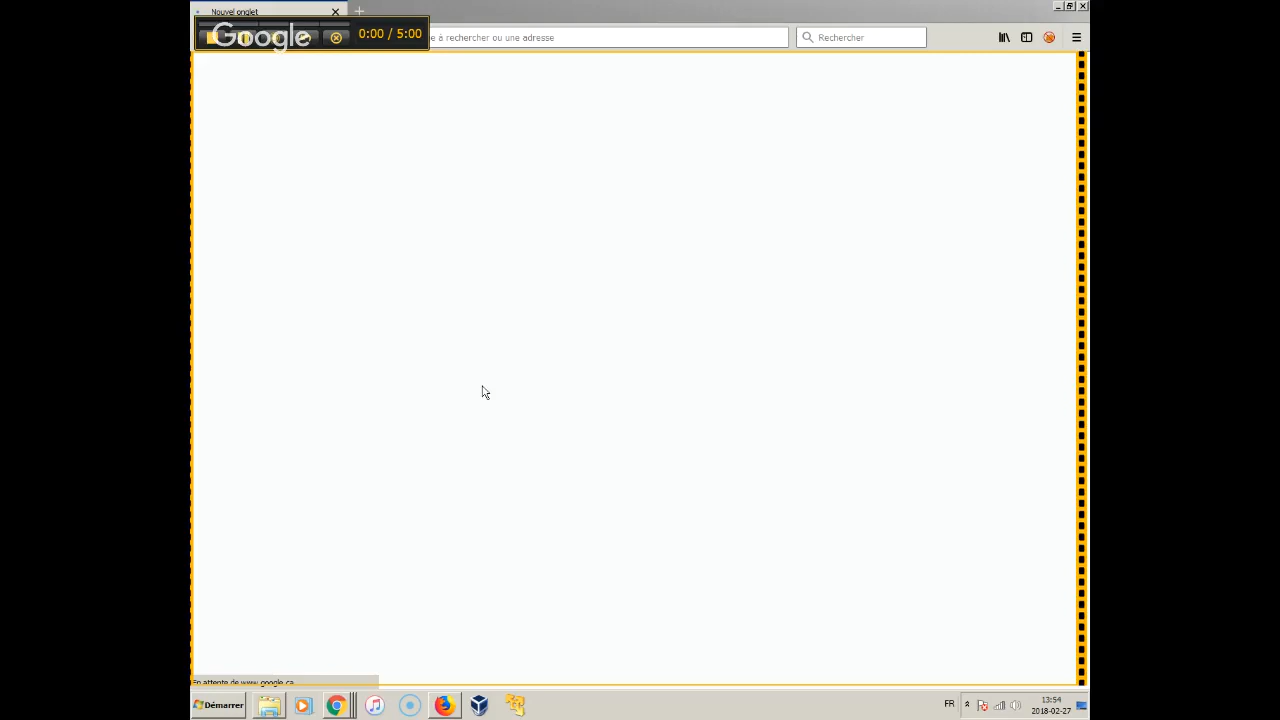 Nouvel onglet
Google
0:00 / 5:00
e à rechercher ou une adresse
Rechercher
En attente de www.google.ca
Démarrer
FR
13:54
2018-02-27